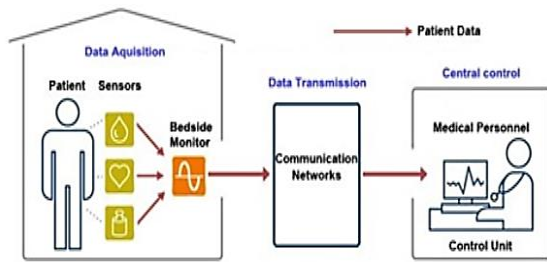 Patient Data
Data Aquisition
Data Transmission
Central control
Patient Sensors
Bedside
Monitor
Communication
Networks
Medical Personnel
Control Unit